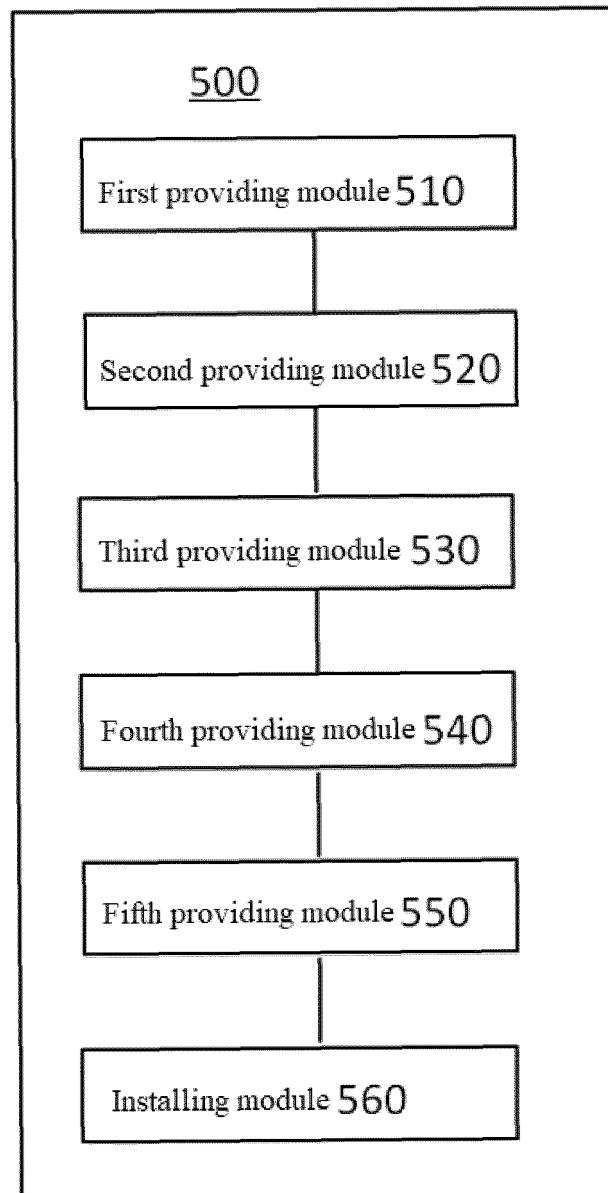 500
First providing module 510
Second providing module 520
Third providing module 530
Fourth providing module 540
Fifth providing module 550
Installing module 560